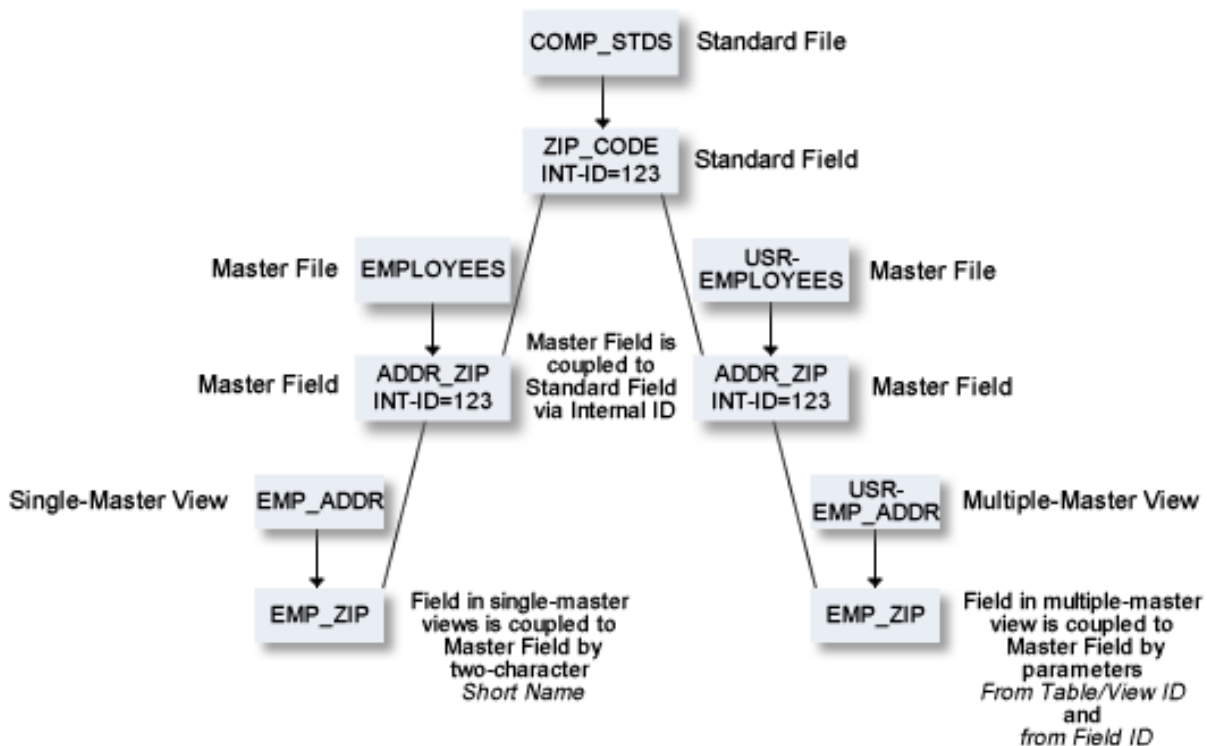 COMP_STDS
Standard File
ZIP_CODE
INT-ID=123
Standard Field
Master File
EMPLOYEES
USR-
EMPLOYEES
Master File
Master Field
ADDR_ZIP
INT-ID=123
Master Field is
coupled to
Standard Field
via Internal ID
ADDR_ZIP
INT-ID=123
Master Field
Single-Master View
EMP_ADDR
USR-
EMP_ADDR
Multiple-Master View
EMP_ZIP
Field in single-master
views is coupled to
Master Field by
two-character
Short Name
EMP_ZIP
Field in multiple-master
view is coupled to
Master Field by
parameters
From Table/View ID
and
from Field ID